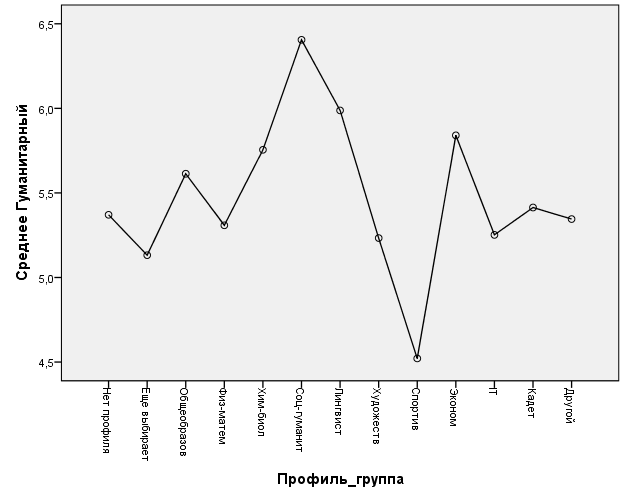 6,5
6,0
5,5
5,0
4,5
Среднее Гуманитарный
Нет профиля
Еще выбирает
Общеобразов
Физ-матем
Хим-биол
Соц-гуманит
Лингвист
Художеств
Спортив
Эконом
IT
Кадет
Другой
Профиль_группа